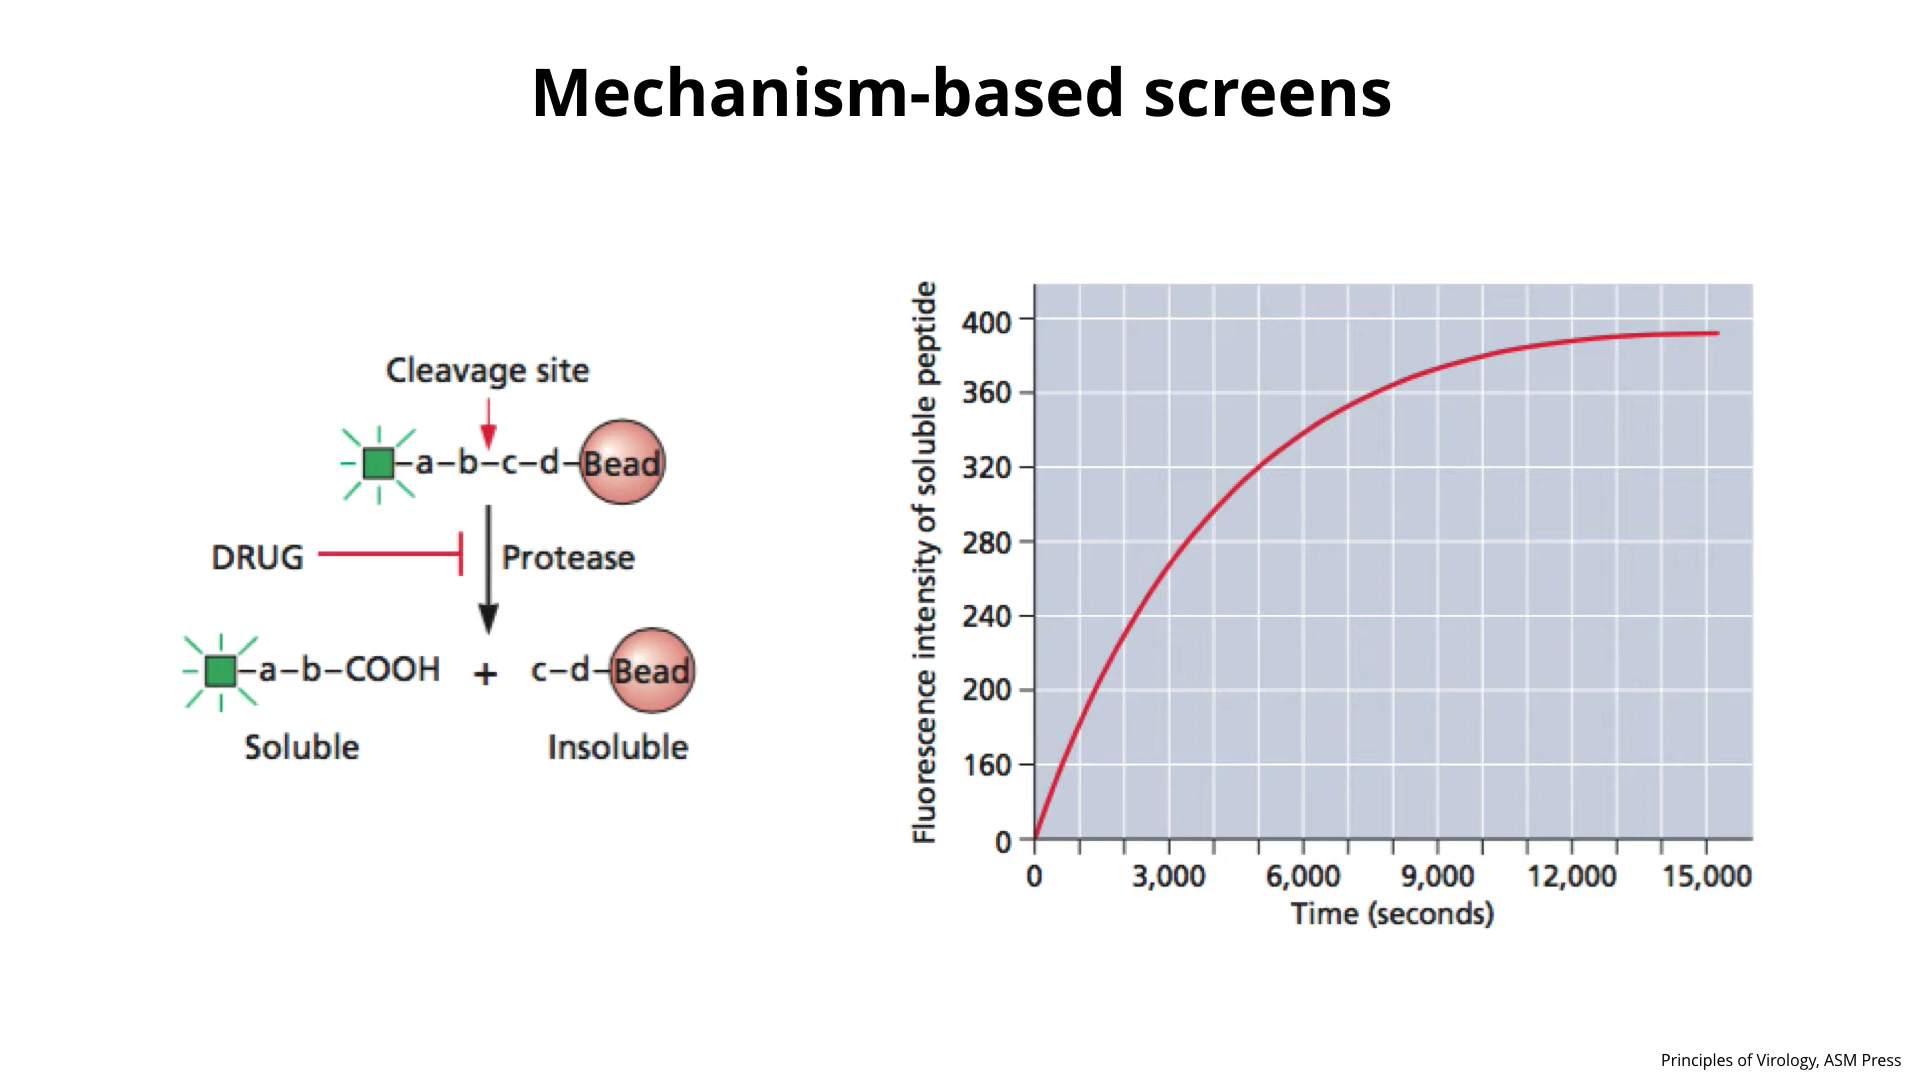 Mechanism-based screens
Cleavage site
a–b–c–d–Bead
DRUG
Protease
a–b–COOH + c–d–Bead
Soluble
Insoluble
Fluorescence intensity of soluble peptide
400
360
320
280
240
200
160
0
0 3,000 6,000 9,000 12,000 15,000
Time (seconds)
Principles of Virology, ASM Press